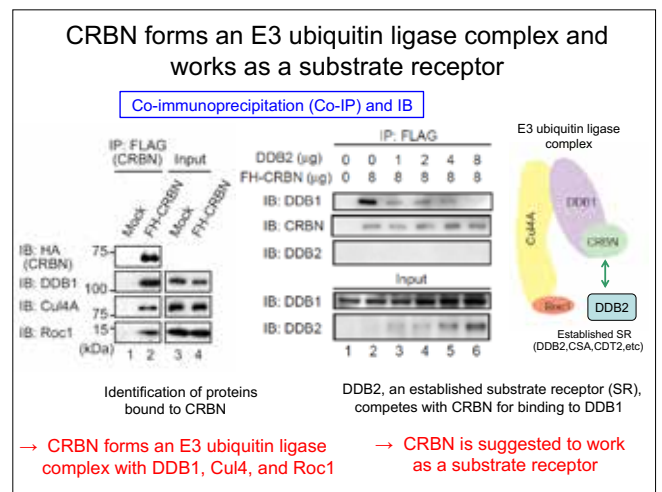 CRBN forms an E3 ubiquitin ligase complex and
works as a substrate receptor
Co-immunoprecipitation (Co-IP) and IB
IP: FLAG
(CRBN)
Input
Mock
FH-CRBN
Mock
FH-CRBN
IB: HA
(CRBN)
75
IB: DDB1
100
IB: Cul4A
75
IB: Roc1
15
(kDa)
1 2 3 4
Identification of proteins
bound to CRBN
→ CRBN forms an E3 ubiquitin ligase
complex with DDB1, Cul4, and Roc1
IP: FLAG
DDB2 (μg) 0 0 1 2 4 8
FH-CRBN (μg) 0 8 8 8 8 8
IB: DDB1
IB: CRBN
IB: DDB2
Input
IB: DDB1
IB: DDB2
1 2 3 4 5 6
E3 ubiquitin ligase
complex
Cul4A
DDB1
CRBN
Roc1
DDB2
Established SR
(DDB2,CSA,CDT2,etc)
DDB2, an established substrate receptor (SR),
competes with CRBN for binding to DDB1
→ CRBN is suggested to work
as a substrate receptor